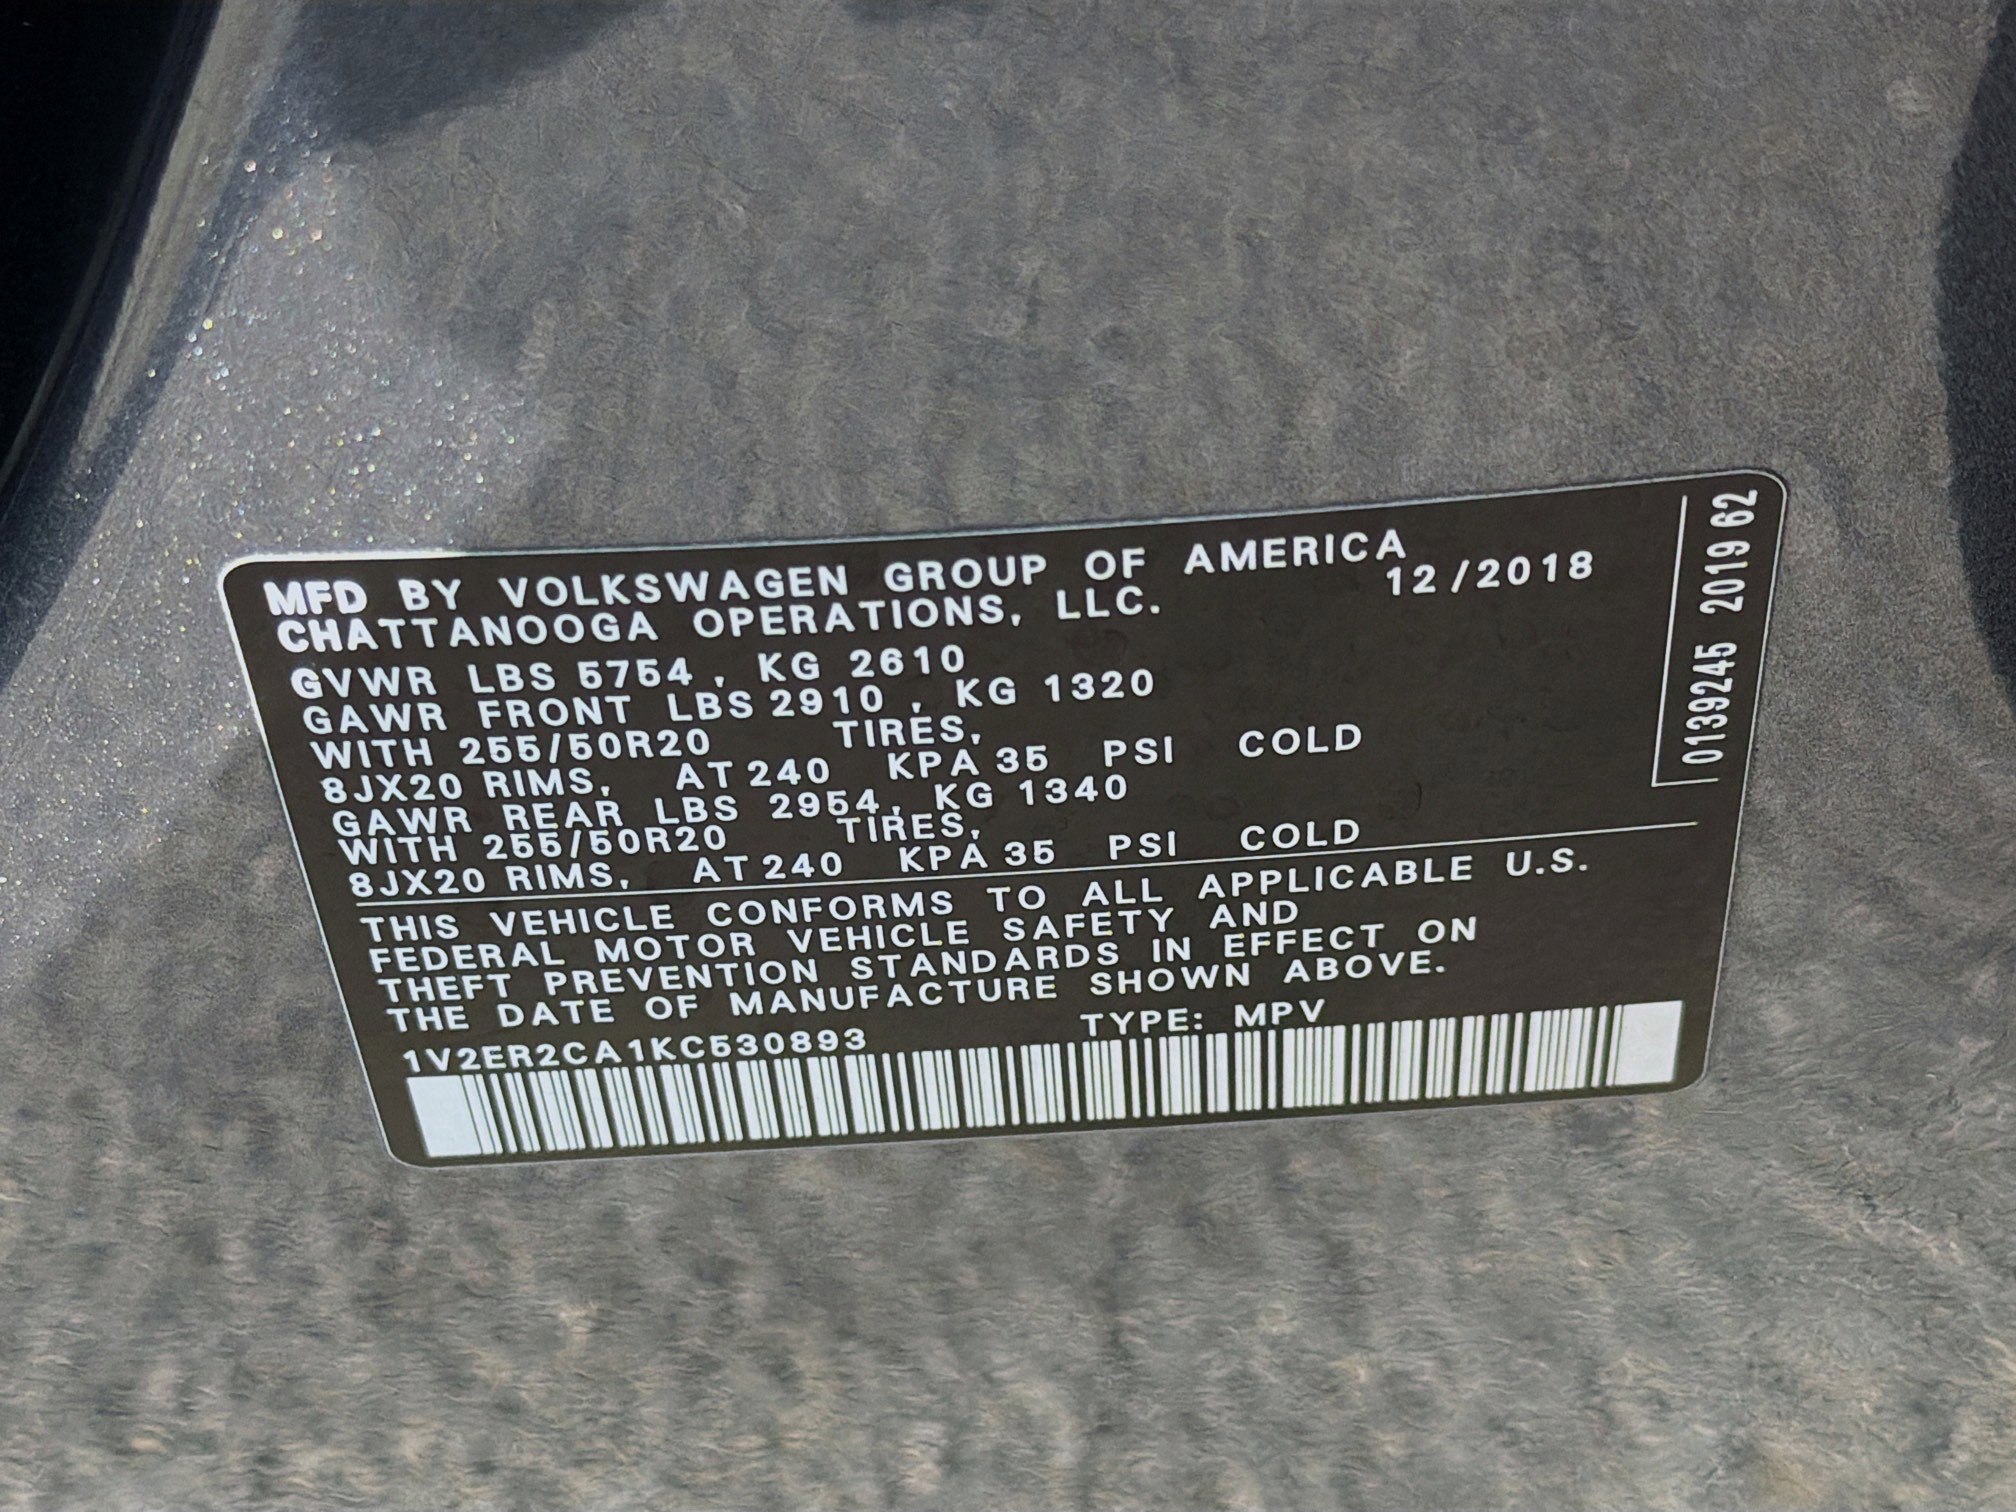 MFD BY VOLKSWAGEN GROUP OF AMERICA
CHATTANOOGA OPERATIONS, LLC. 12/2018
GVWR LBS 5754, KG 2610
GAWR FRONT LBS 2910, KG 1320
WITH 255/50R20 TIRES,
8JX20 RIMS, AT 240 KPA 35 PSI COLD
GAWR REAR LBS 2954, KG 1340
WITH 255/50R20 TIRES,
8JX20 RIMS, AT 240 KPA 35 PSI COLD
THIS VEHICLE CONFORMS TO ALL APPLICABLE U.S.
FEDERAL MOTOR VEHICLE SAFETY AND
THEFT PREVENTION STANDARDS IN EFFECT ON
THE DATE OF MANUFACTURE SHOWN ABOVE.
1V2ER2CA1KC530893 TYPE: MPV
0139245 2019 62